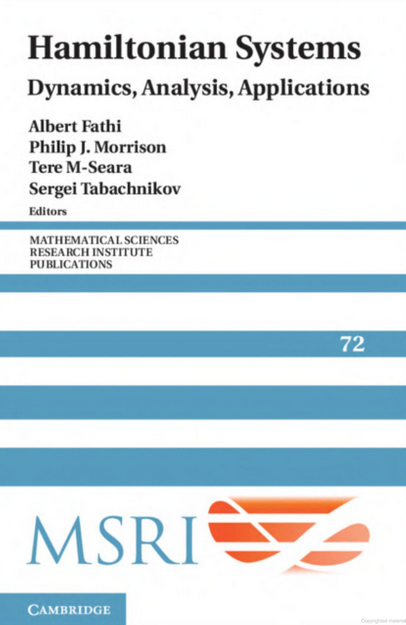 Hamiltonian Systems
Dynamics, Analysis, Applications
Albert Fathi
Philip J. Morrison
Tere M-Seara
Sergei Tabachnikov
Editors
MATHEMATICAL SCIENCES
RESEARCH INSTITUTE
PUBLICATIONS
72
MSRI
CAMBRIDGE
Copyrighted material